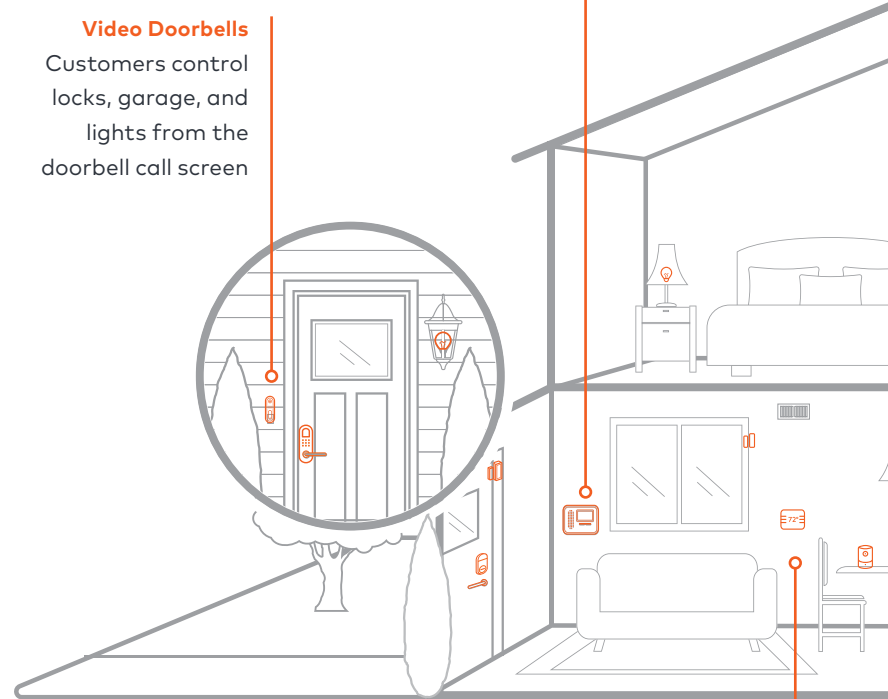 Video Doorbells
Customers control
locks, garage, and
lights from the
doorbell call screen
72°